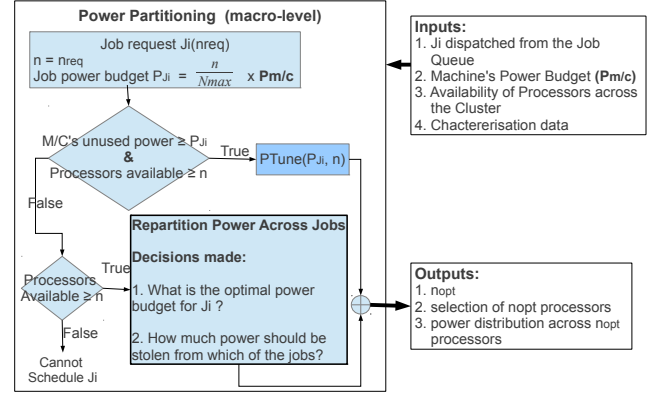 Power Partitioning (macro-level)
Job request Ji(nreq)
n = nreq
Job power budget PJi = n/Nmax x Pm/c
M/C's unused power ≥ PJi
&
Processors available ≥ n
True
PTune(PJi, n)
False
Processors
Available ≥ n
True
False
Cannot
Schedule Ji
Repartition Power Across Jobs
Decisions made:
1. What is the optimal power
budget for Ji ?
2. How much power should be
stolen from which of the jobs?
Inputs:
1. Ji dispatched from the Job
Queue
2. Machine's Power Budget (Pm/c)
3. Availability of Processors across
the Cluster
4. Chactererisation data
Outputs:
1. nopt
2. selection of nopt processors
3. power distribution across nopt
processors